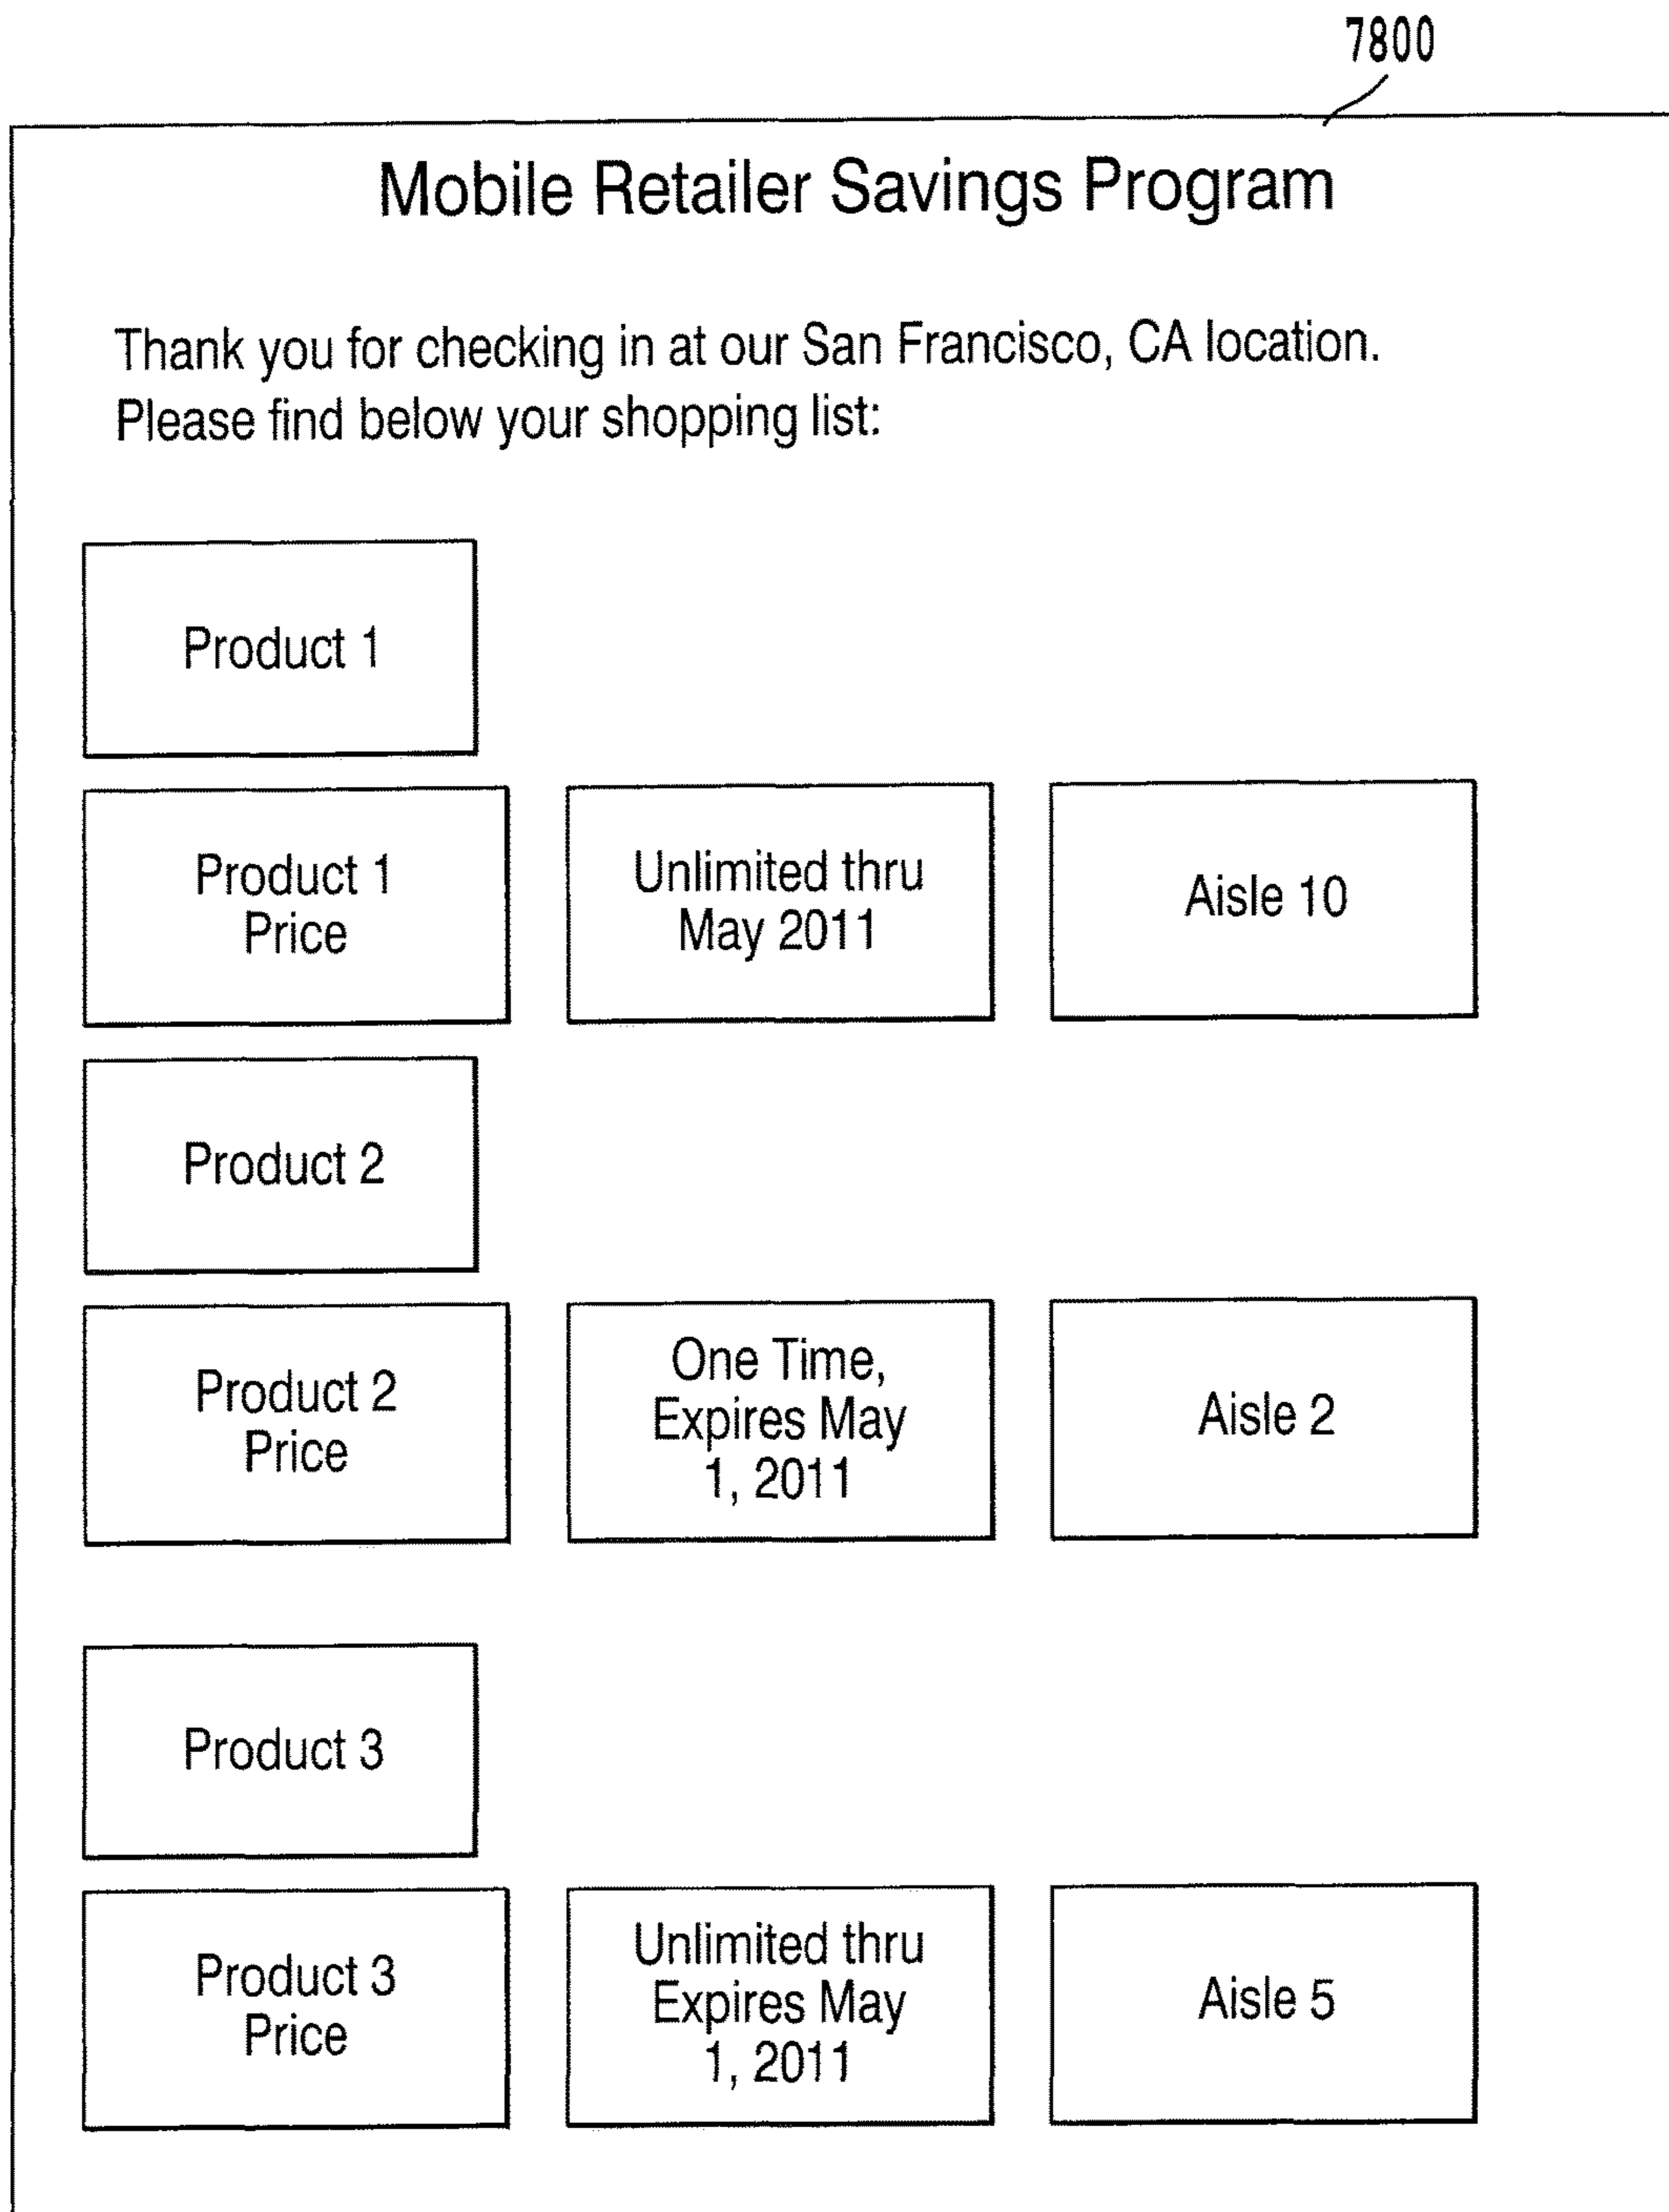 7800
Mobile Retailer Savings Program
Thank you for checking in at our San Francisco, CA location.
Please find below your shopping list:
Product 1
Product 1
Price
Unlimited thru
May 2011
Aisle 10
Product 2
Product 2
Price
One Time,
Expires May
1, 2011
Aisle 2
Product 3
Product 3
Price
Unlimited thru
Expires May
1, 2011
Aisle 5